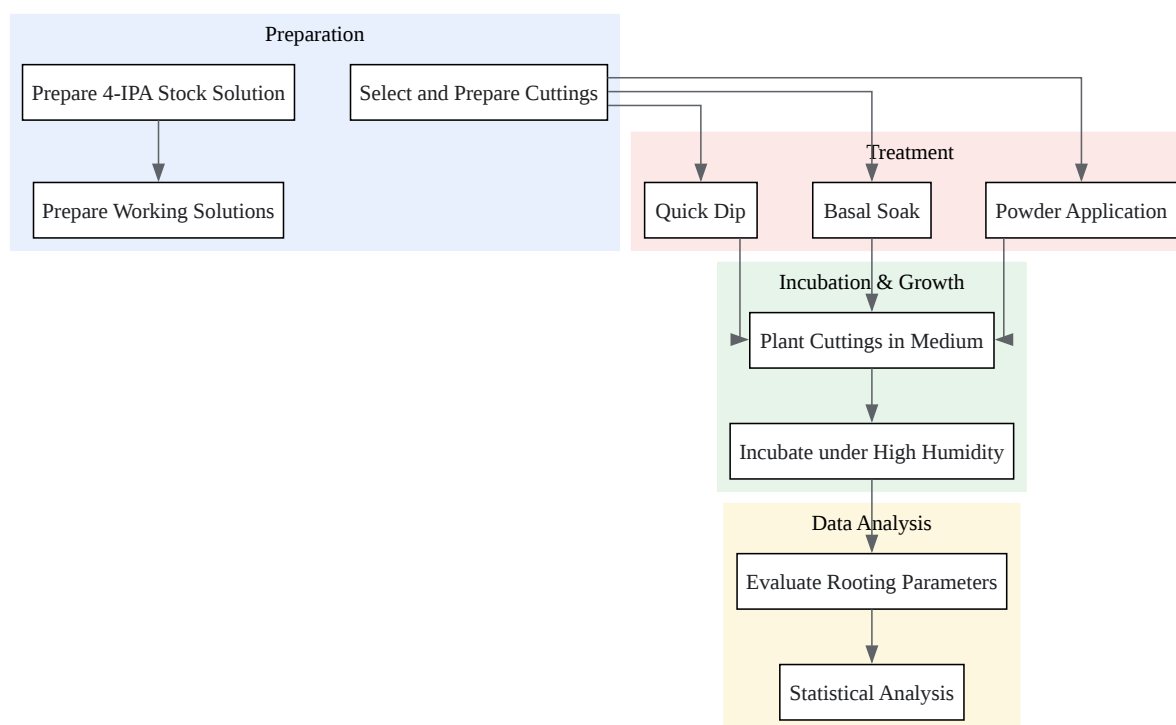 Preparation
Prepare 4-IPA Stock Solution
Select and Prepare Cuttings
Prepare Working Solutions
Treatment
Quick Dip
Basal Soak
Powder Application
Incubation & Growth
Plant Cuttings in Medium
Incubate under High Humidity
Data Analysis
Evaluate Rooting Parameters
Statistical Analysis